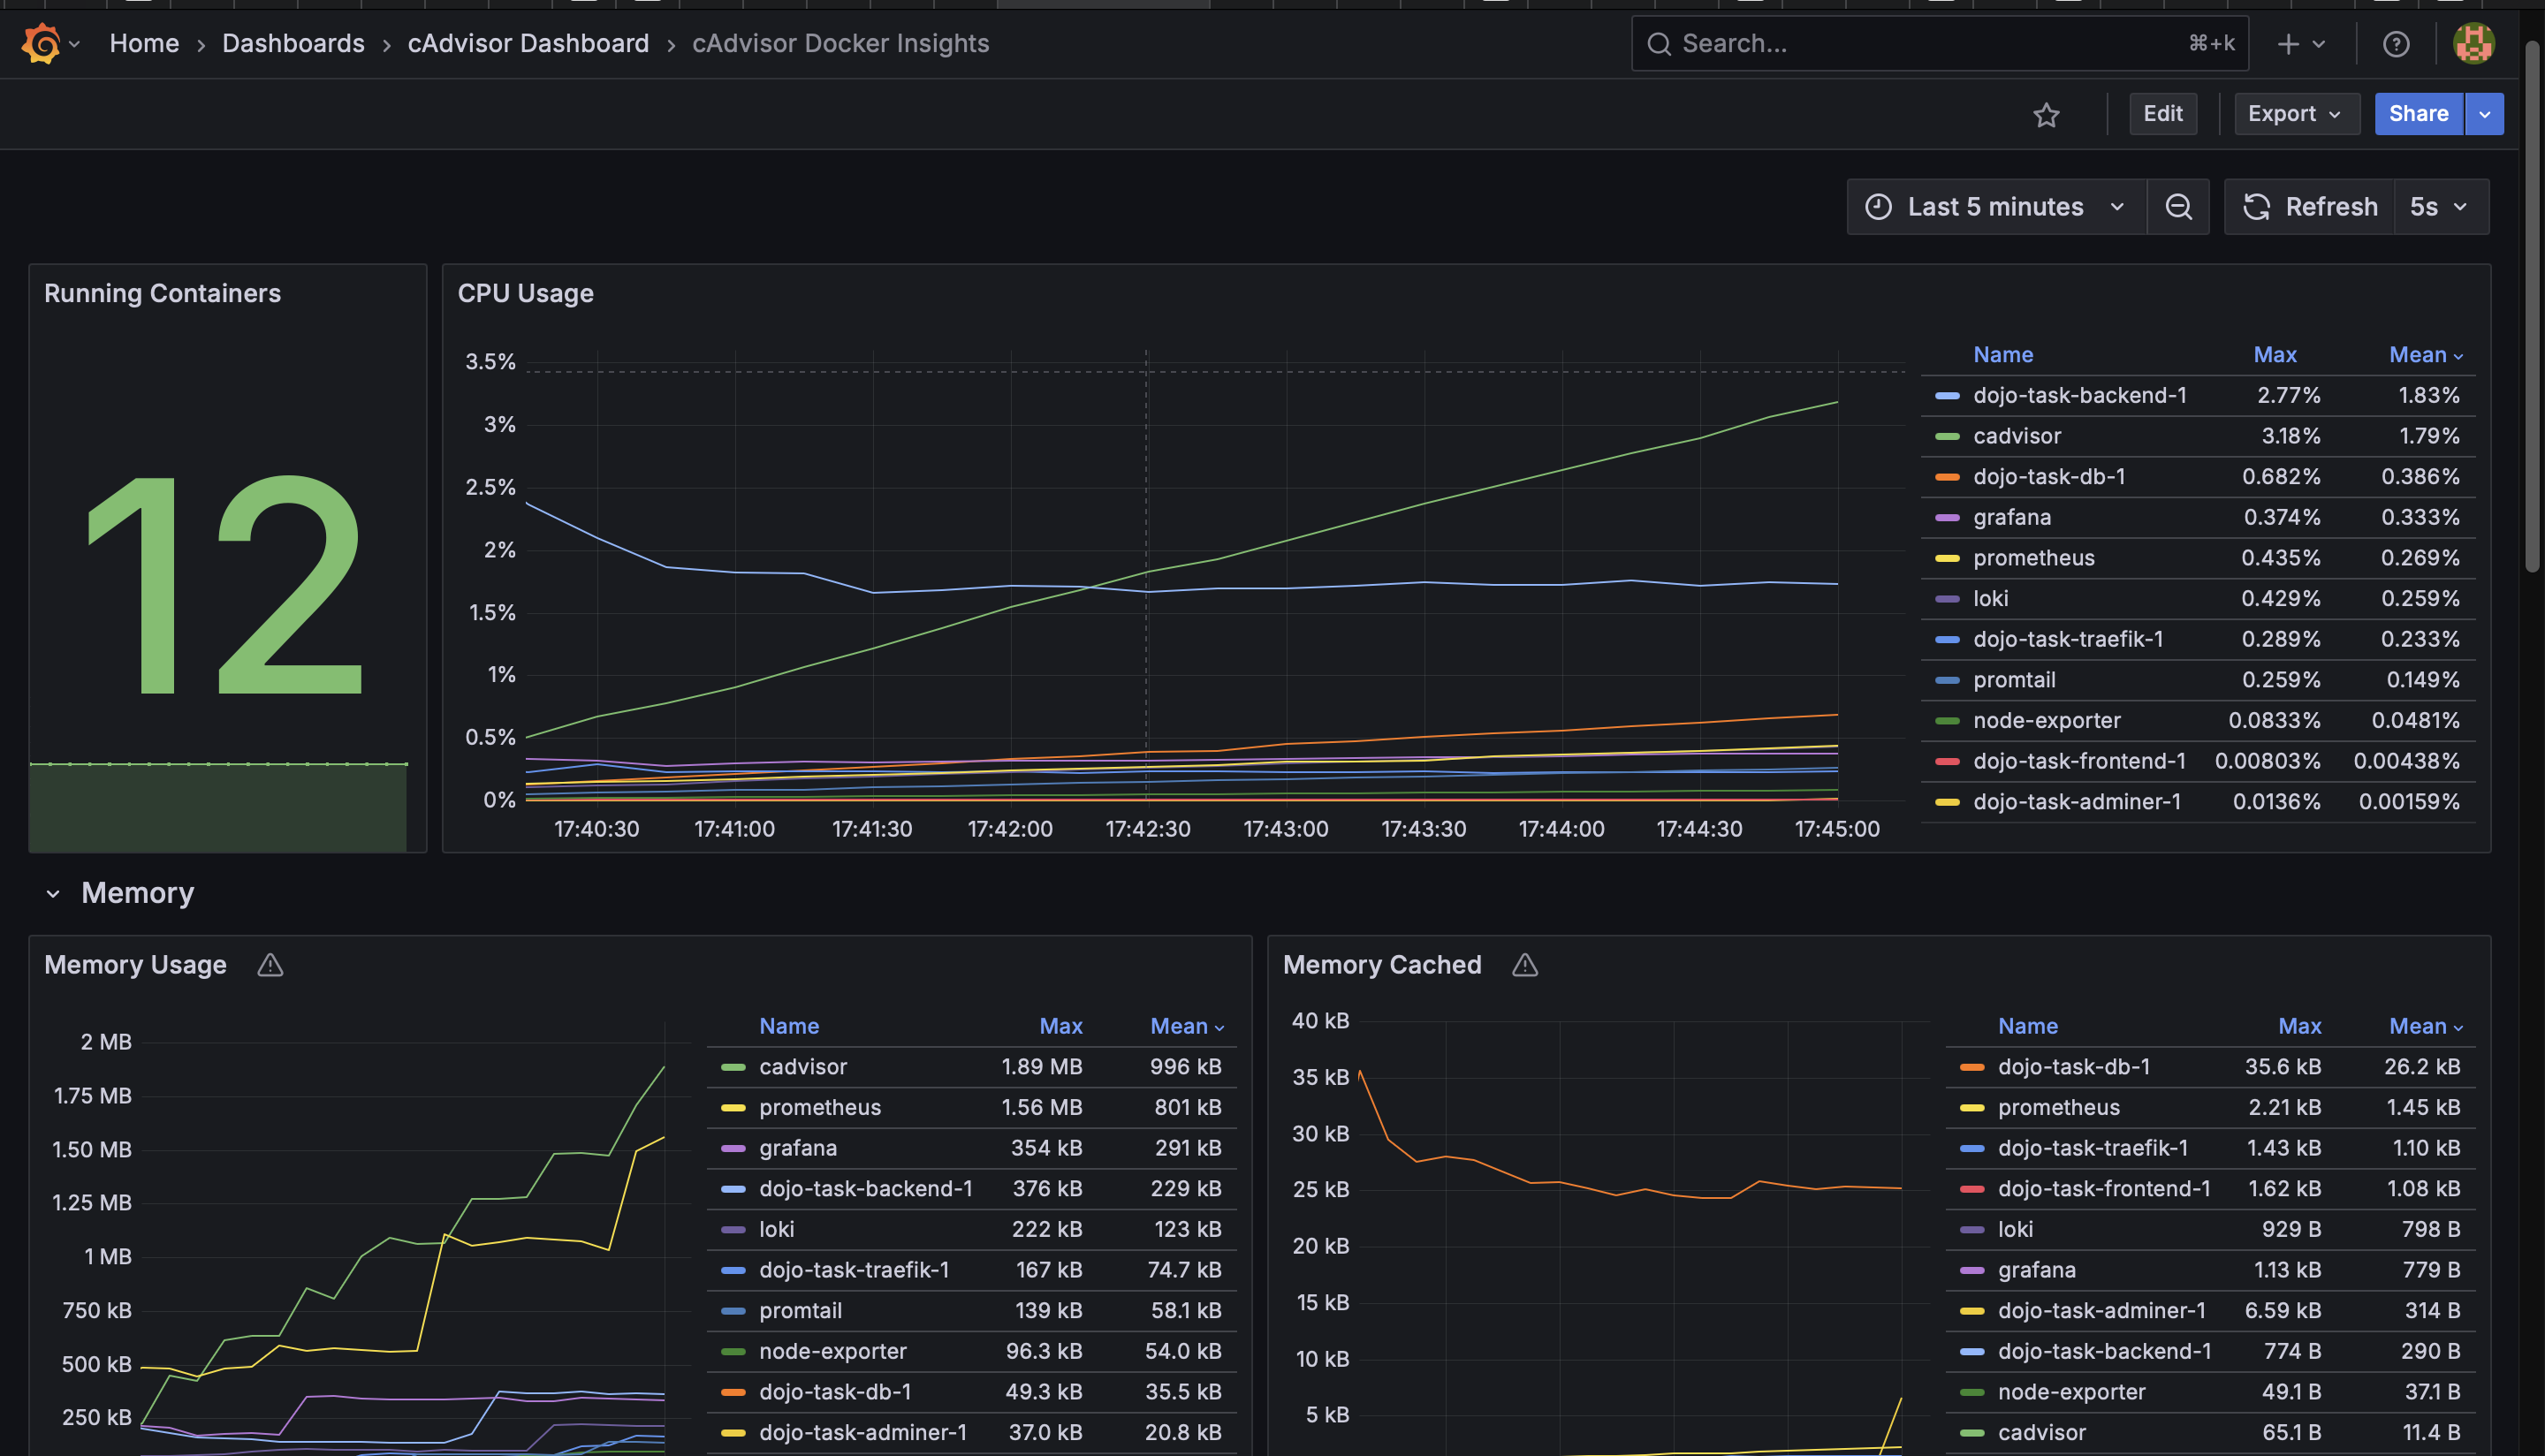 Home › Dashboards › cAdvisor Dashboard › cAdvisor Docker Insights
Search... ⌘+k
Edit Export Share
Last 5 minutes Refresh 5s
Running Containers
12
CPU Usage
3.5%
3%
2.5%
2%
1.5%
1%
0.5%
0%
17:40:30 17:41:00 17:41:30 17:42:00 17:42:30 17:43:00 17:43:30 17:44:00 17:44:30 17:45:00
Name Max Mean
dojo-task-backend-1 2.77% 1.83%
cadvisor 3.18% 1.79%
dojo-task-db-1 0.682% 0.386%
grafana 0.374% 0.333%
prometheus 0.435% 0.269%
loki 0.429% 0.259%
dojo-task-traefik-1 0.289% 0.233%
promtail 0.259% 0.149%
node-exporter 0.0833% 0.0481%
dojo-task-frontend-1 0.00803% 0.00438%
dojo-task-adminer-1 0.0136% 0.00159%
Memory
Memory Usage
2 MB
1.75 MB
1.50 MB
1.25 MB
1 MB
750 kB
500 kB
250 kB
Name Max Mean
cadvisor 1.89 MB 996 kB
prometheus 1.56 MB 801 kB
grafana 354 kB 291 kB
dojo-task-backend-1 376 kB 229 kB
loki 222 kB 123 kB
dojo-task-traefik-1 167 kB 74.7 kB
promtail 139 kB 58.1 kB
node-exporter 96.3 kB 54.0 kB
dojo-task-db-1 49.3 kB 35.5 kB
dojo-task-adminer-1 37.0 kB 20.8 kB
Memory Cached
40 kB
35 kB
30 kB
25 kB
20 kB
15 kB
10 kB
5 kB
Name Max Mean
dojo-task-db-1 35.6 kB 26.2 kB
prometheus 2.21 kB 1.45 kB
dojo-task-traefik-1 1.43 kB 1.10 kB
dojo-task-frontend-1 1.62 kB 1.08 kB
loki 929 B 798 B
grafana 1.13 kB 779 B
dojo-task-adminer-1 6.59 kB 314 B
dojo-task-backend-1 774 B 290 B
node-exporter 49.1 B 37.1 B
cadvisor 65.1 B 11.4 B